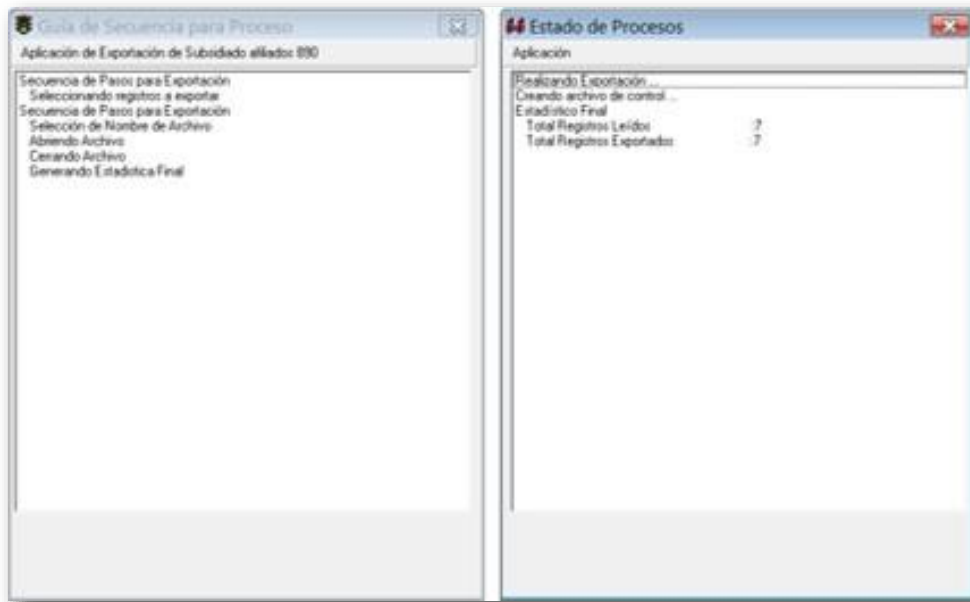 Guía de Secuencia para Proceso
Aplicación de Exportación de Subsidiado afiliados 890
Secuencia de Pasos para Exportación
Seleccionando registros a exportar
Secuencia de Pasos para Exportación
Selección de Nombre de Archivo
Abriendo Archivo
Cerrando Archivo
Generando Estadística Final
Estado de Procesos
Aplicación
Realizando Exportación ...
Creando archivo de control ...
Estadístico Final
Total Registros Leídos :7
Total Registros Exportados :7